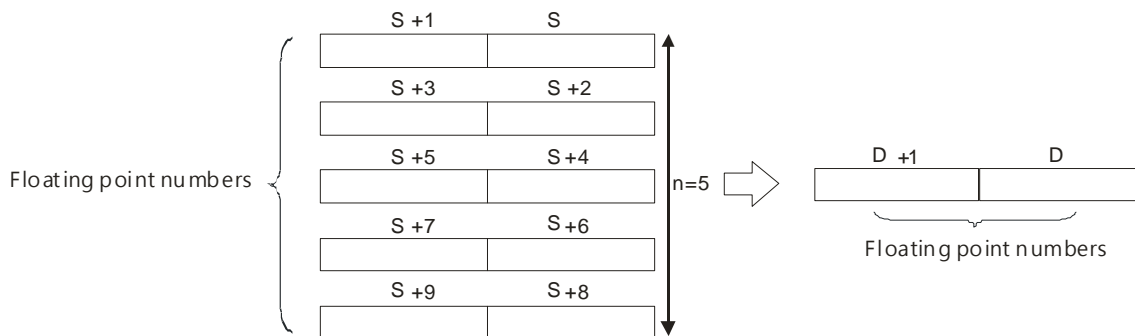 S +1 S
S +3 S +2
S +5 S +4
S +7 S +6
S +9 S +8
Floating point numbers
n=5
D +1 D
Floating point numbers